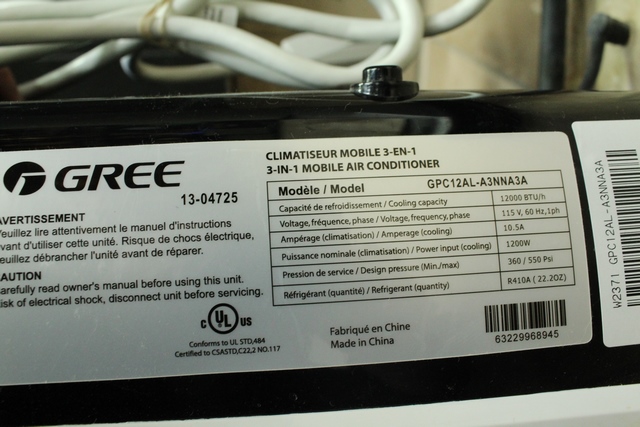 GREE
13-04725
CLIMATISEUR MOBILE 3-EN-1
3-IN-1 MOBILE AIR CONDITIONER
Modèle / Model GPC12AL-A3NNA3A
Capacité de refroidissement / Cooling capacity 12000 BTU/h
Voltage, fréquence, phase / Voltage, frequency, phase 115 V, 60 Hz,1ph
Ampérage (climatisation) / Amperage (cooling) 10.5A
Puissance nominale (climatisation) / Power input (cooling) 1200W
Pression de service / Design pressure (Min./max) 360 / 550 Psi
Réfrigérant (quantité) / Refrigerant (quantity) R410A ( 22.2OZ)
AVERTISSEMENT
Veuillez lire attentivement le manuel d'instructions
avant d'utiliser cette unité. Risque de chocs électrique,
veuillez débrancher l'unité avant de réparer.
CAUTION
Carefully read owner's manual before using this unit.
Risk of electrical shock, disconnect unit before servicing.
C UL US
Conforms to UL STD,484
Certified to CSASTD,C22,2 NO.117
Fabriqué en Chine
Made in China
63229968945
W2371 GPC12AL-A3NNA3A